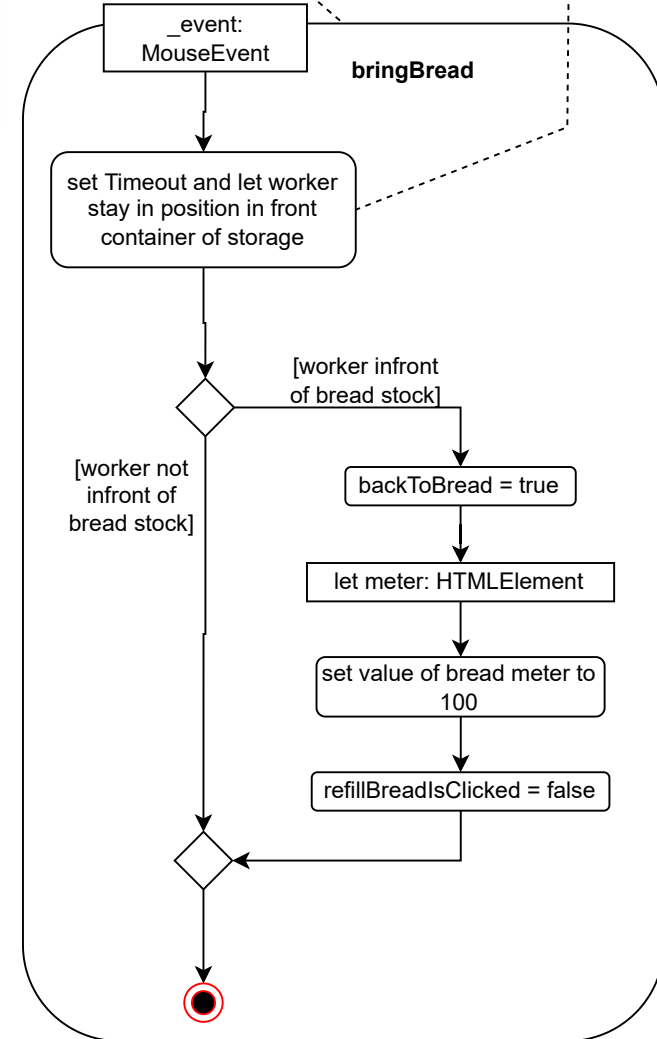 _event:
MouseEvent
bringBread
set Timeout and let worker
stay in position in front
container of storage
[worker infront
of bread stock]
[worker not
infront of
bread stock]
backToBread = true
let meter: HTMLElement
set value of bread meter to
100
refillBreadIsClicked = false